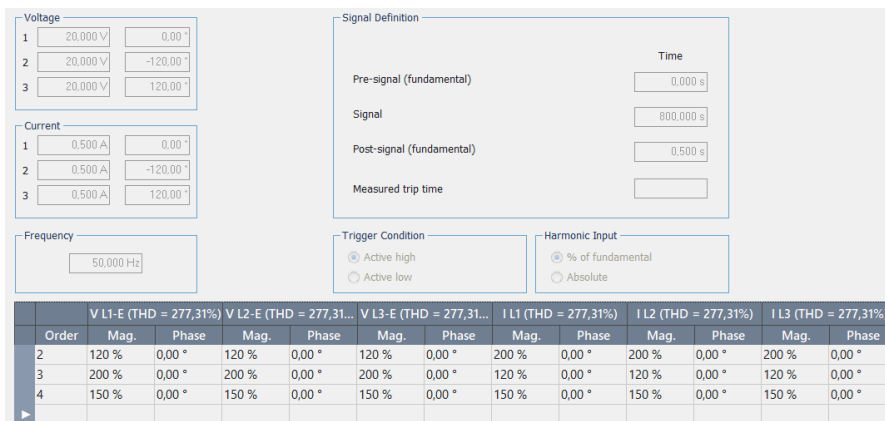 Voltage
1 20,000 V 0,00 °
2 20,000 V -120,00 °
3 20,000 V 120,00 °
Current
1 0,500 A 0,00 °
2 0,500 A -120,00 °
3 0,500 A 120,00 °
Frequency
50,000 Hz
Signal Definition
Time
Pre-signal (fundamental) 0,000 s
Signal 800,000 s
Post-signal (fundamental) 0,500 s
Measured trip time
Trigger Condition
Active high
Active low
Harmonic Input
% of fundamental
Absolute
V L1-E (THD = 277,31%) V L2-E (THD = 277,31... V L3-E (THD = 277,31... I L1 (THD = 277,31%) I L2 (THD = 277,31%) I L3 (THD = 277,31%
Order Mag. Phase Mag. Phase Mag. Phase Mag. Phase Mag. Phase Mag. Phase
2 120 % 0,00 ° 120 % 0,00 ° 120 % 0,00 ° 200 % 0,00 ° 200 % 0,00 ° 200 % 0,00 °
3 200 % 0,00 ° 200 % 0,00 ° 200 % 0,00 ° 120 % 0,00 ° 120 % 0,00 ° 120 % 0,00 °
4 150 % 0,00 ° 150 % 0,00 ° 150 % 0,00 ° 150 % 0,00 ° 150 % 0,00 ° 150 % 0,00 °